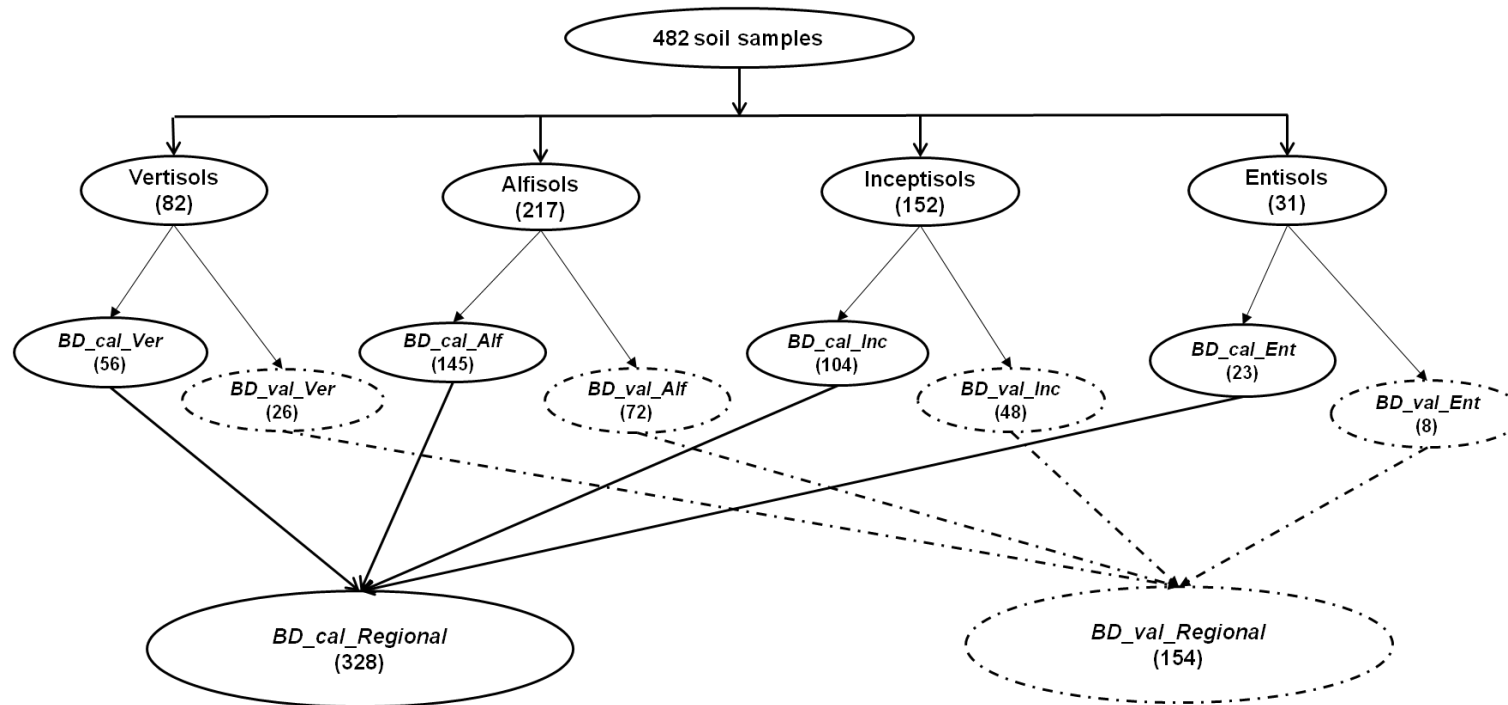 482 soil samples
Vertisols
(82)
Alfisols
(217)
Inceptisols
(152)
Entisols
(31)
BD_cal_Ver
(56)
BD_val_Ver
(26)
BD_cal_Alf
(145)
BD_val_Alf
(72)
BD_cal_Inc
(104)
BD_val_Inc
(48)
BD_cal_Ent
(23)
BD_val_Ent
(8)
BD_cal_Regional
(328)
BD_val_Regional
(154)